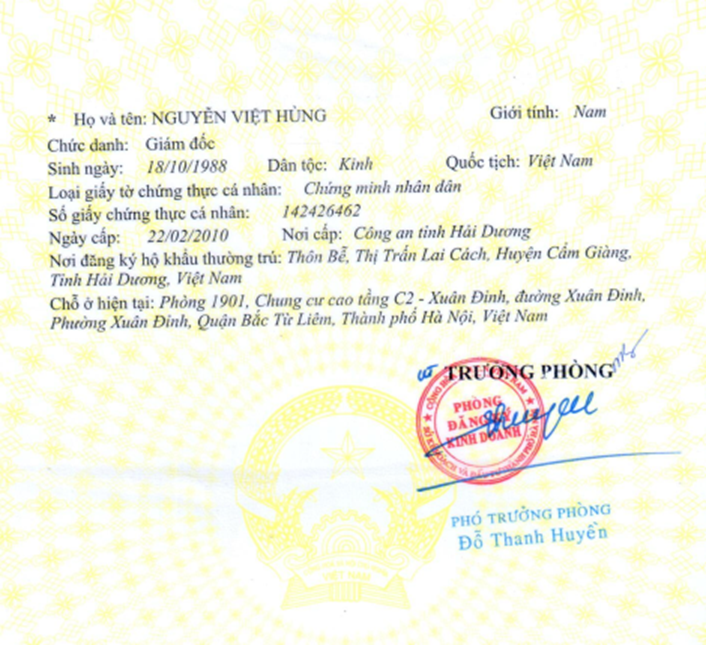 * Họ và tên: NGUYỄN VIỆT HÙNG Giới tính: Nam
Chức danh: Giám đốc
Sinh ngày: 18/10/1988 Dân tộc: Kinh Quốc tịch: Việt Nam
Loại giấy tờ chứng thực cá nhân: Chứng minh nhân dân
Số giấy chứng thực cá nhân: 142426462
Ngày cấp: 22/02/2010 Nơi cấp: Công an tỉnh Hải Dương
Nơi đăng ký hộ khẩu thường trú: Thôn Bễ, Thị Trấn Lai Cách, Huyện Cẩm Giàng,
Tỉnh Hải Dương, Việt Nam
Chỗ ở hiện tại: Phòng 1901, Chung cư cao tầng C2 - Xuân Đỉnh, đường Xuân Đỉnh,
Phường Xuân Đỉnh, Quận Bắc Từ Liêm, Thành phố Hà Nội, Việt Nam
TRƯỞNG PHÒNG
PHÒNG
ĐĂNG KÝ
KINH DOANH
PHÓ TRƯỞNG PHÒNG
Đỗ Thanh Huyền
VIỆT NAM